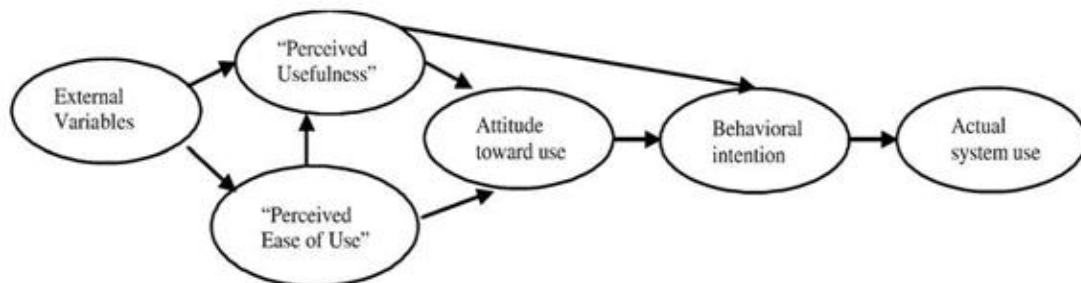 External
Variables
“Perceived
Usefulness”
“Perceived
Ease of Use”
Attitude
toward use
Behavioral
intention
Actual
system use